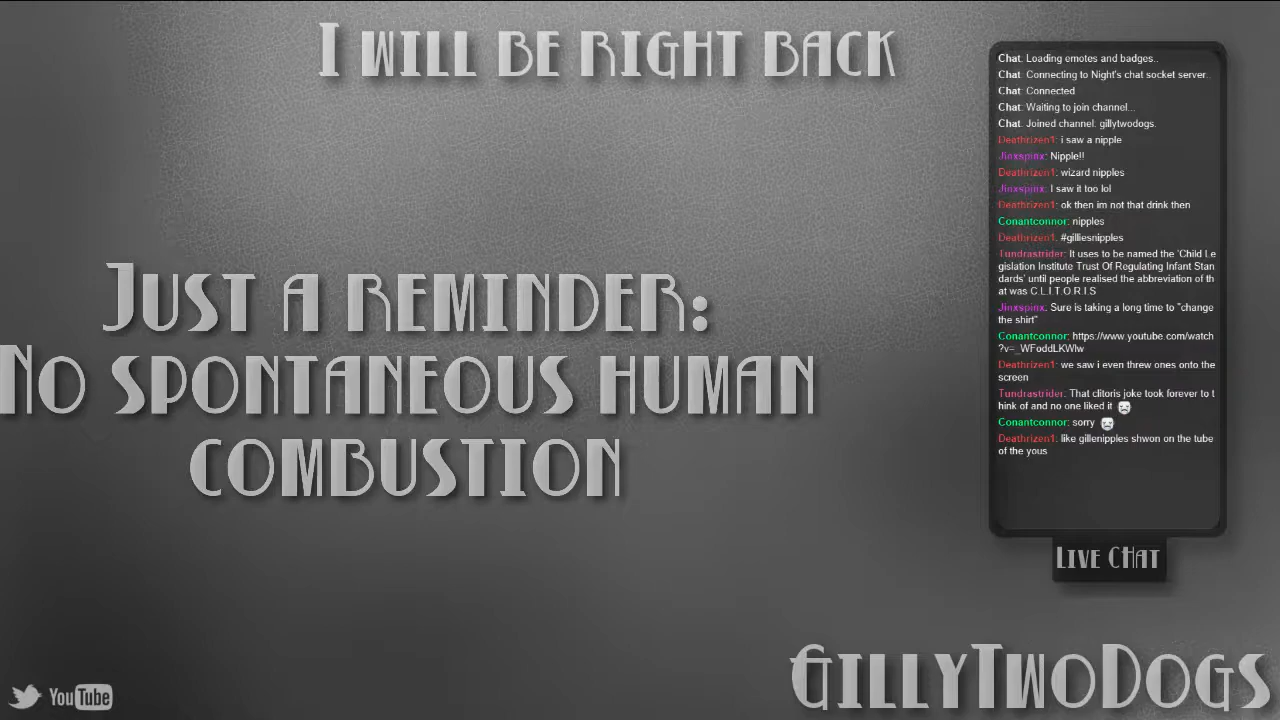 I WILL BE RIGHT BACK
JUST A REMINDER:
NO SPONTANEOUS HUMAN
COMBUSTION
Chat: Loading emotes and badges..
Chat: Connecting to Night's chat socket server..
Chat: Connected
Chat: Waiting to join channel...
Chat: Joined channel: gillytwodogs.
Deathrizen1: i saw a nipple
Jinxspinx: Nipple!!
Deathrizen1: wizard nipples
Jinxspinx: I saw it too lol
Deathrizen1: ok then im not that drink then
Conantconnor: nipples
Deathrizen1: #gilliesnipples
Tundrastrider: It uses to be named the 'Child Le
gislation Institute Trust Of Regulating Infant Stan
dards' until people realised the abbreviation of th
at was C.L.I.T.O.R.I.S
Jinxspinx: Sure is taking a long time to "change
the shirt"
Conantconnor: https://www.youtube.com/watch
?v=_WFoddLKWlw
Deathrizen1: we saw i even threw ones onto the
screen
Tundrastrider: That clitoris joke took forever to t
hink of and no one liked it
Conantconnor: sorry
Deathrizen1: like gillenipples shwon on the tube
of the yous
LIVE CHAT
GILLYTWODOGS
YouTube